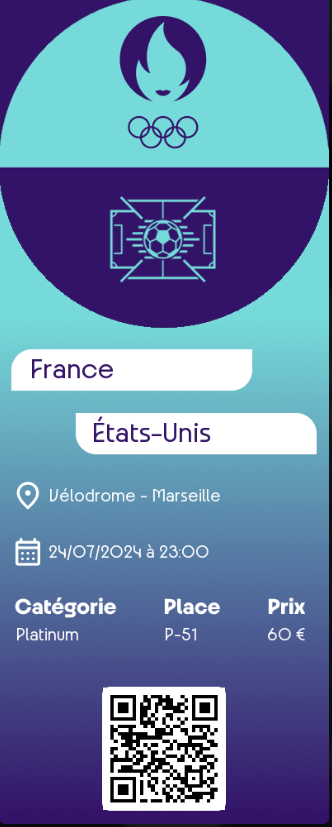 France
États-Unis
Vélodrome - Marseille
24/07/2024 à 23:00
Catégorie Place Prix
Platinum P-51 60 €